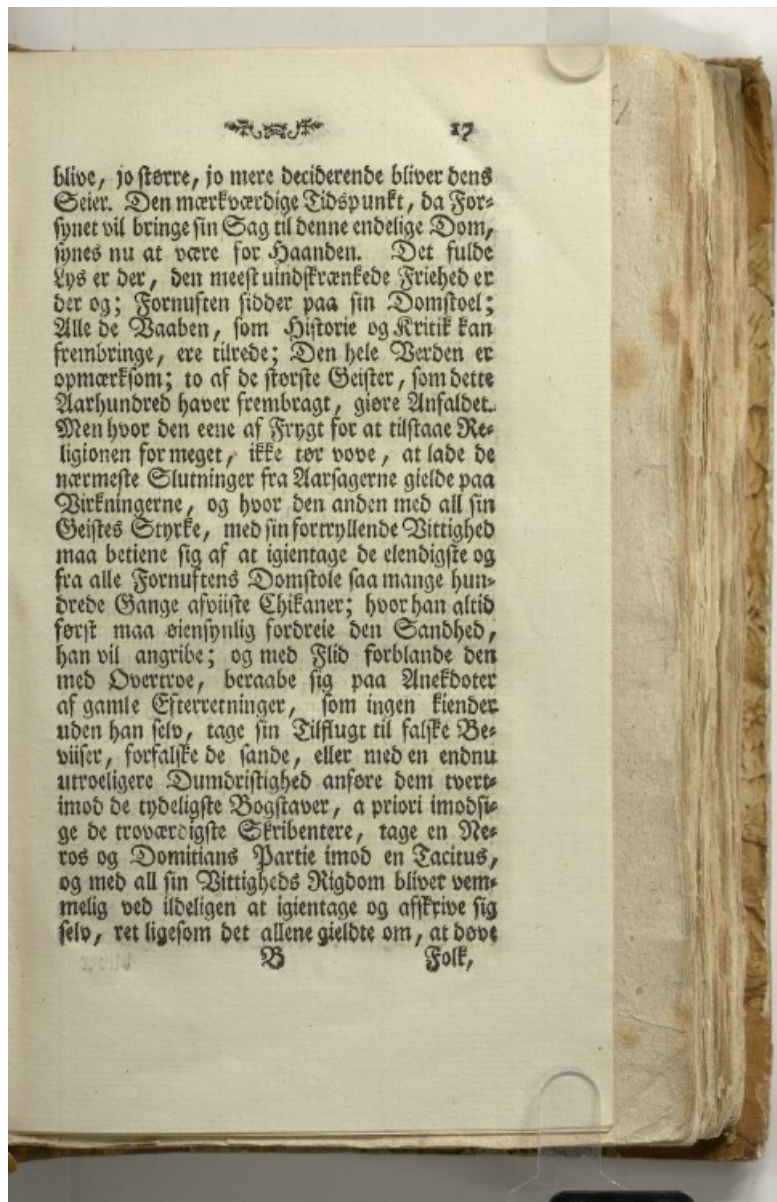 17
blive, jo større, jo mere deciderende bliver dens
Seier. Den mærkværdige Tidspunkt, da For-
synet vil bringe sin Sag til denne endelige Dom,
synes nu at være for Haanden. Det fulde
Lys er der, den meest uindskrænkede Friehed er
der og; Fornuften sidder paa sin Domstoel;
Alle de Vaaben, som Historie og Kritik kan
frembringe, ere tilrede; Den hele Verden er
opmærksom; to af de største Geister, som dette
Aarhundred haver frembragt, giøre Anfaldet.
Men hvor den eene af Frygt for at tilstaae Re-
ligionen for meget, ikke tør vove, at lade de
nærmeste Slutninger fra Aarsagerne gielde paa
Virkningerne, og hvor den anden med all sin
Geistes Styrke, med sin fortryllende Vittighed
maa betiene sig af at igientage de elendigste og
fra alle Fornuftens Domstole saa mange hun-
drede Gange afviiste Chikaner; hvor han altid
først maa øiensynlig fordreie den Sandhed,
han vil angribe; og med Flid forblande den
med Overtroe, beraabe sig paa Anekdoter
af gamle Efterretninger, som ingen kiender
uden han selv, tage sin Tilflugt til falske Be-
viiser, forfalske de sande, eller med en endnu
utroeligere Dumdristighed anføre dem tvert-
imod de tydeligste Bogstaver, a priori imodsi-
ge de troværdigste Skribentere, tage en Ne-
ros og Domitians Partie imod en Tacitus,
og med all sin Vittigheds Rigdom bliver vem-
melig ved ideligen at igientage og afskrive sig
selv, ret ligesom det allene gieldte om, at døve
B Folk,